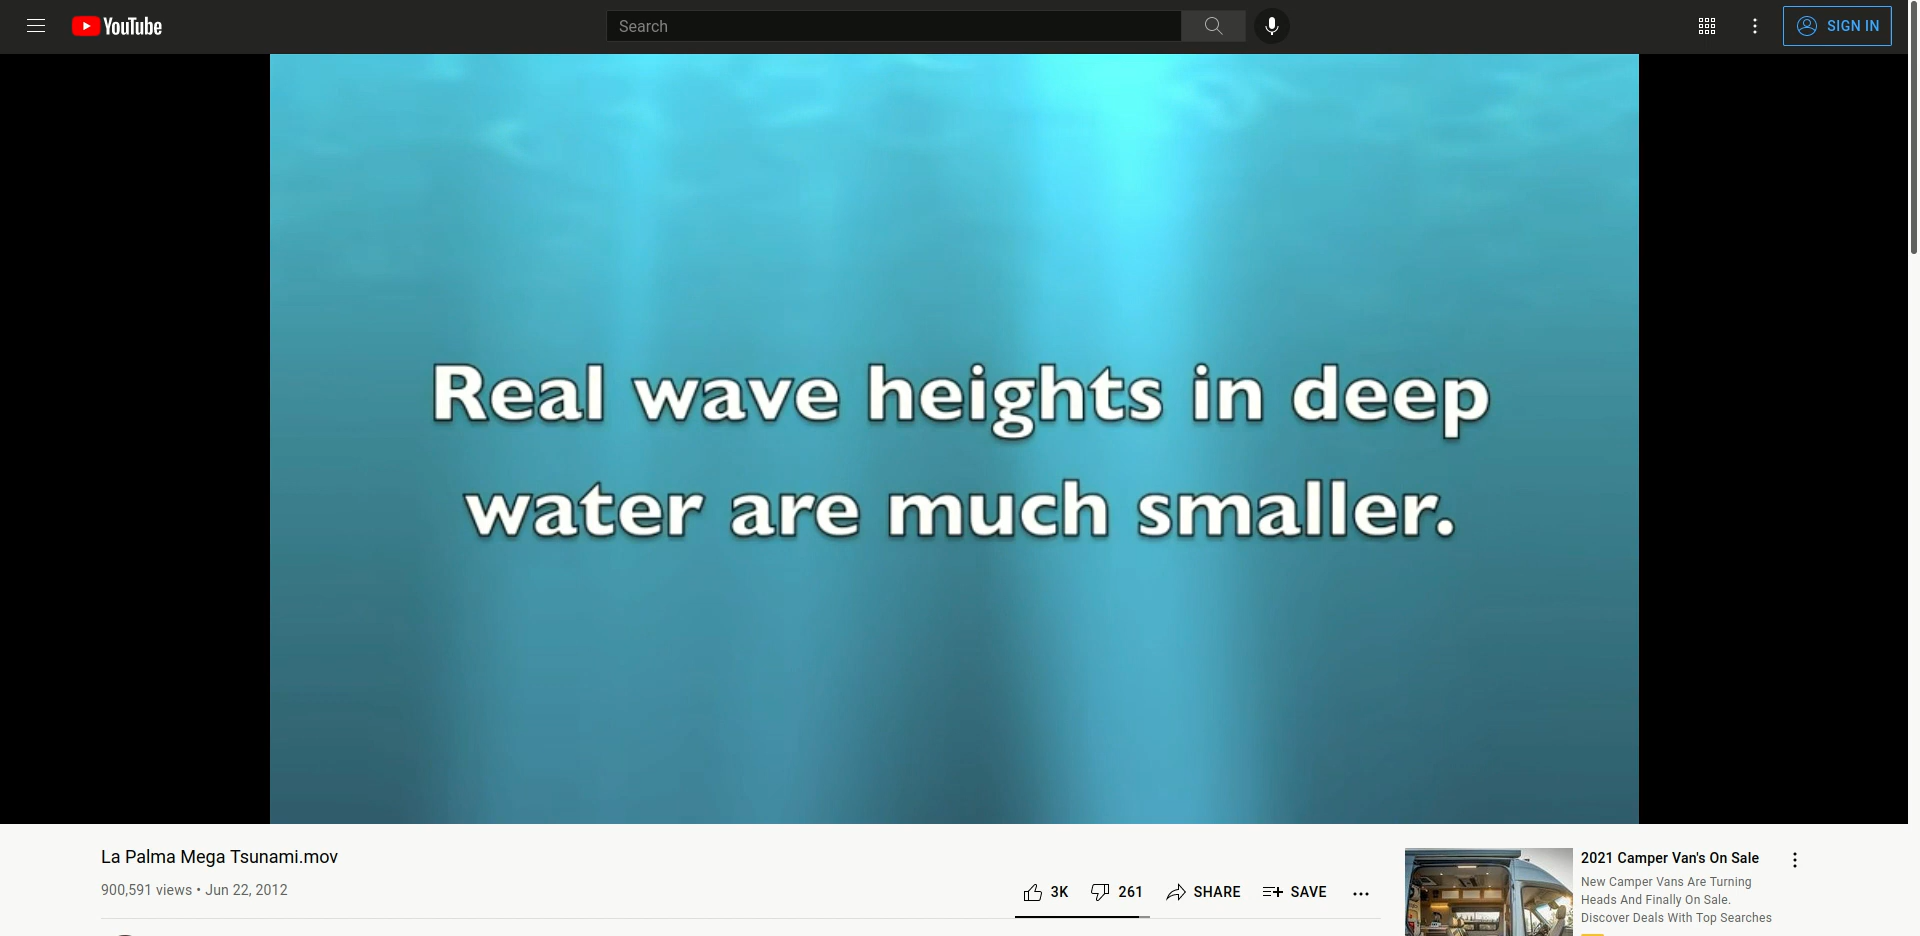 YouTube
Search
SIGN IN
Real wave heights in deep
water are much smaller.
La Palma Mega Tsunami.mov
900,591 views • Jun 22, 2012
3K
261
SHARE
SAVE
2021 Camper Van's On Sale
New Camper Vans Are Turning
Heads And Finally On Sale.
Discover Deals With Top Searches